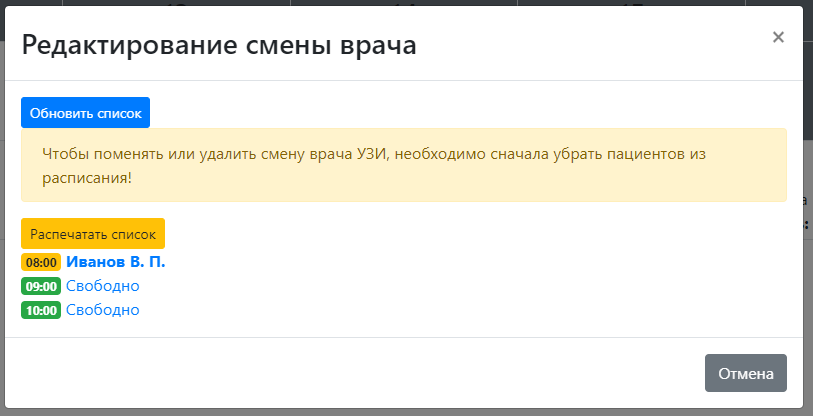 Редактирование смены врача
×
Обновить список
Чтобы поменять или удалить смену врача УЗИ, необходимо сначала убрать пациентов из
расписания!
Распечатать список
08:00 Иванов В. П.
09:00 Свободно
10:00 Свободно
Отмена